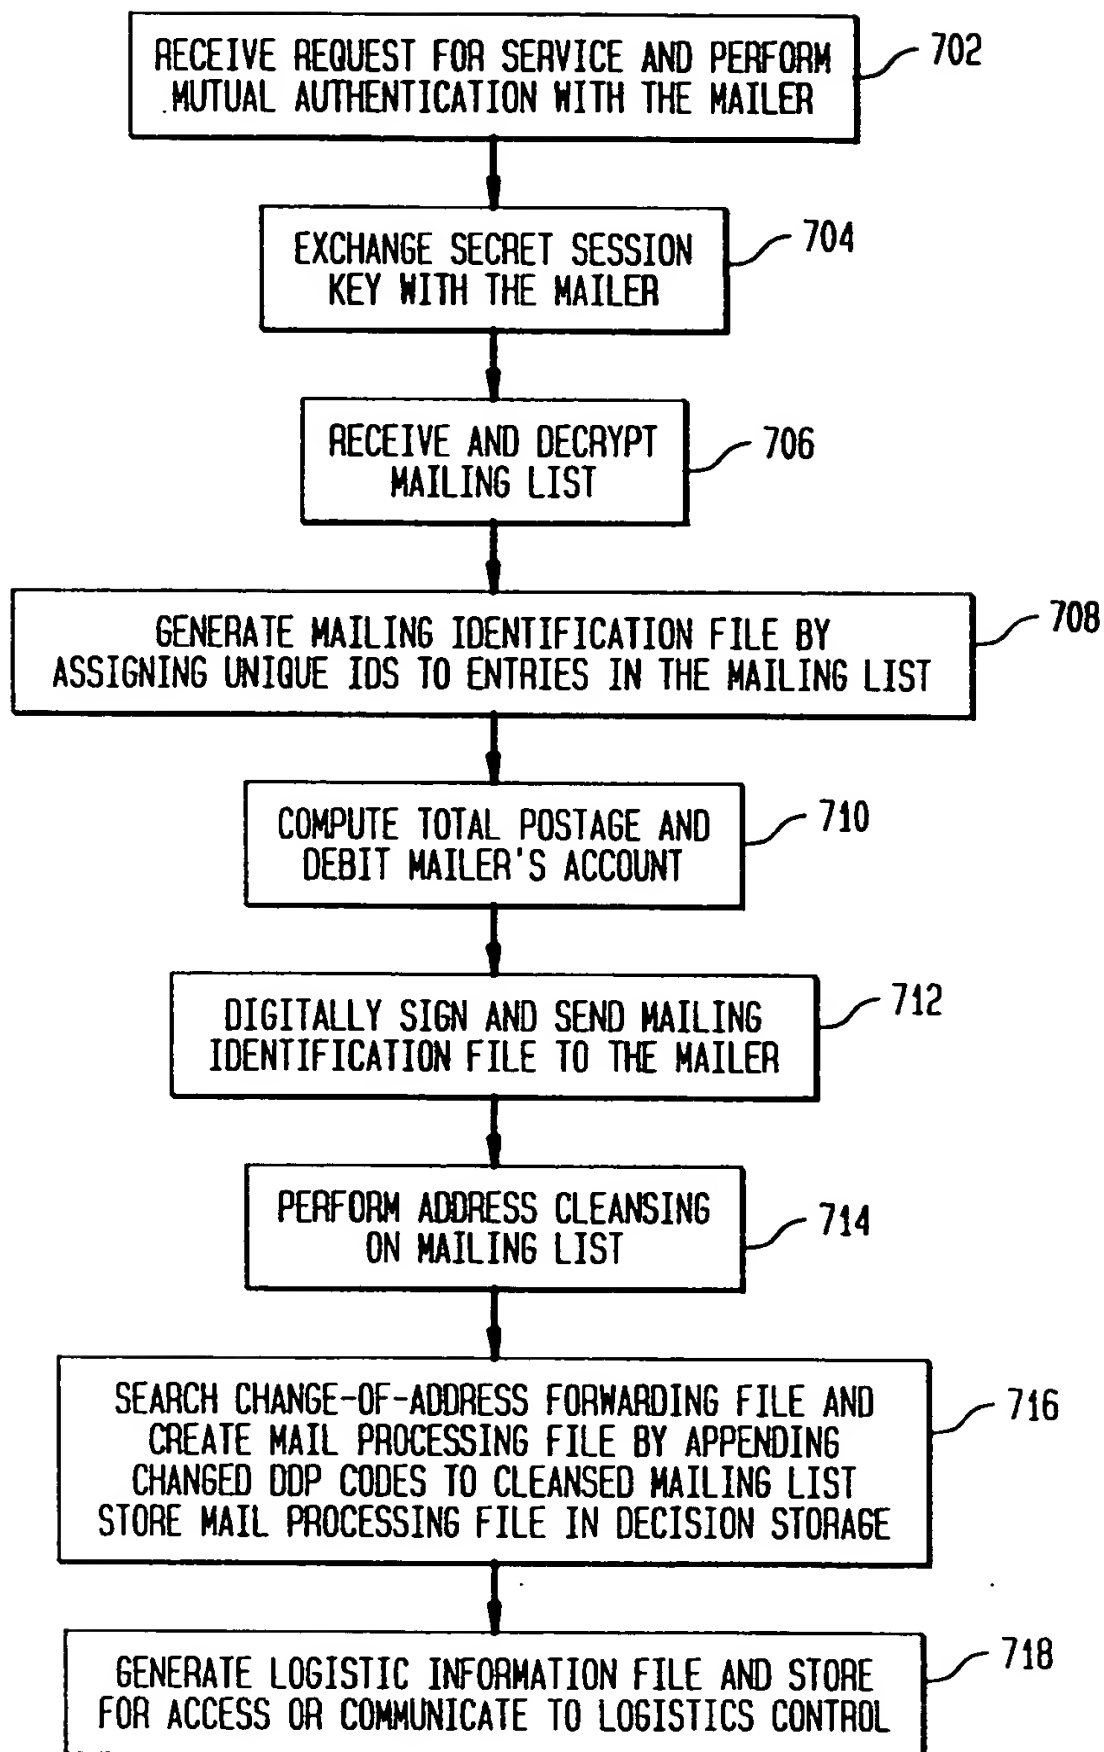 RECEIVE REQUEST FOR SERVICE AND PERFORM
MUTUAL AUTHENTICATION WITH THE MAILER
702
EXCHANGE SECRET SESSION
KEY WITH THE MAILER
704
RECEIVE AND DECRYPT
MAILING LIST
706
GENERATE MAILING IDENTIFICATION FILE BY
ASSIGNING UNIQUE IDS TO ENTRIES IN THE MAILING LIST
708
COMPUTE TOTAL POSTAGE AND
DEBIT MAILER'S ACCOUNT
710
DIGITALLY SIGN AND SEND MAILING
IDENTIFICATION FILE TO THE MAILER
712
PERFORM ADDRESS CLEANSING
ON MAILING LIST
714
SEARCH CHANGE-OF-ADDRESS FORWARDING FILE AND
CREATE MAIL PROCESSING FILE BY APPENDING
CHANGED DDP CODES TO CLEANSED MAILING LIST
STORE MAIL PROCESSING FILE IN DECISION STORAGE
716
GENERATE LOGISTIC INFORMATION FILE AND STORE
FOR ACCESS OR COMMUNICATE TO LOGISTICS CONTROL
718